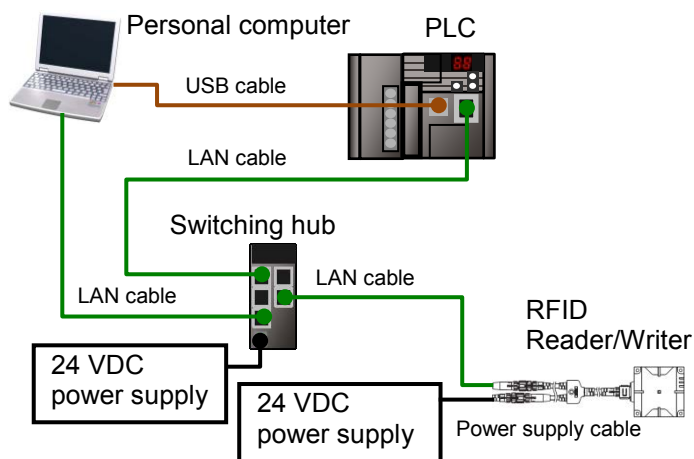 Personal computer
PLC
88
USB cable
LAN cable
Switching hub
LAN cable
LAN cable
RFID
Reader/Writer
24 VDC
power supply
24 VDC
power supply
Power supply cable